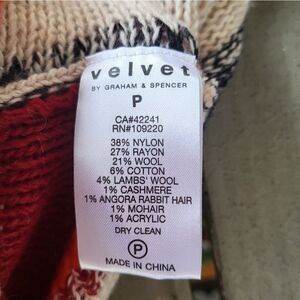 velvet
BY GRAHAM & SPENCER
P
CA#42241
RN#109220
38% NYLON
27% RAYON
21% WOOL
6% COTTON
4% LAMBS' WOOL
1% CASHMERE
1% ANGORA RABBIT HAIR
1% MOHAIR
1% ACRYLIC
DRY CLEAN
P
MADE IN CHINA